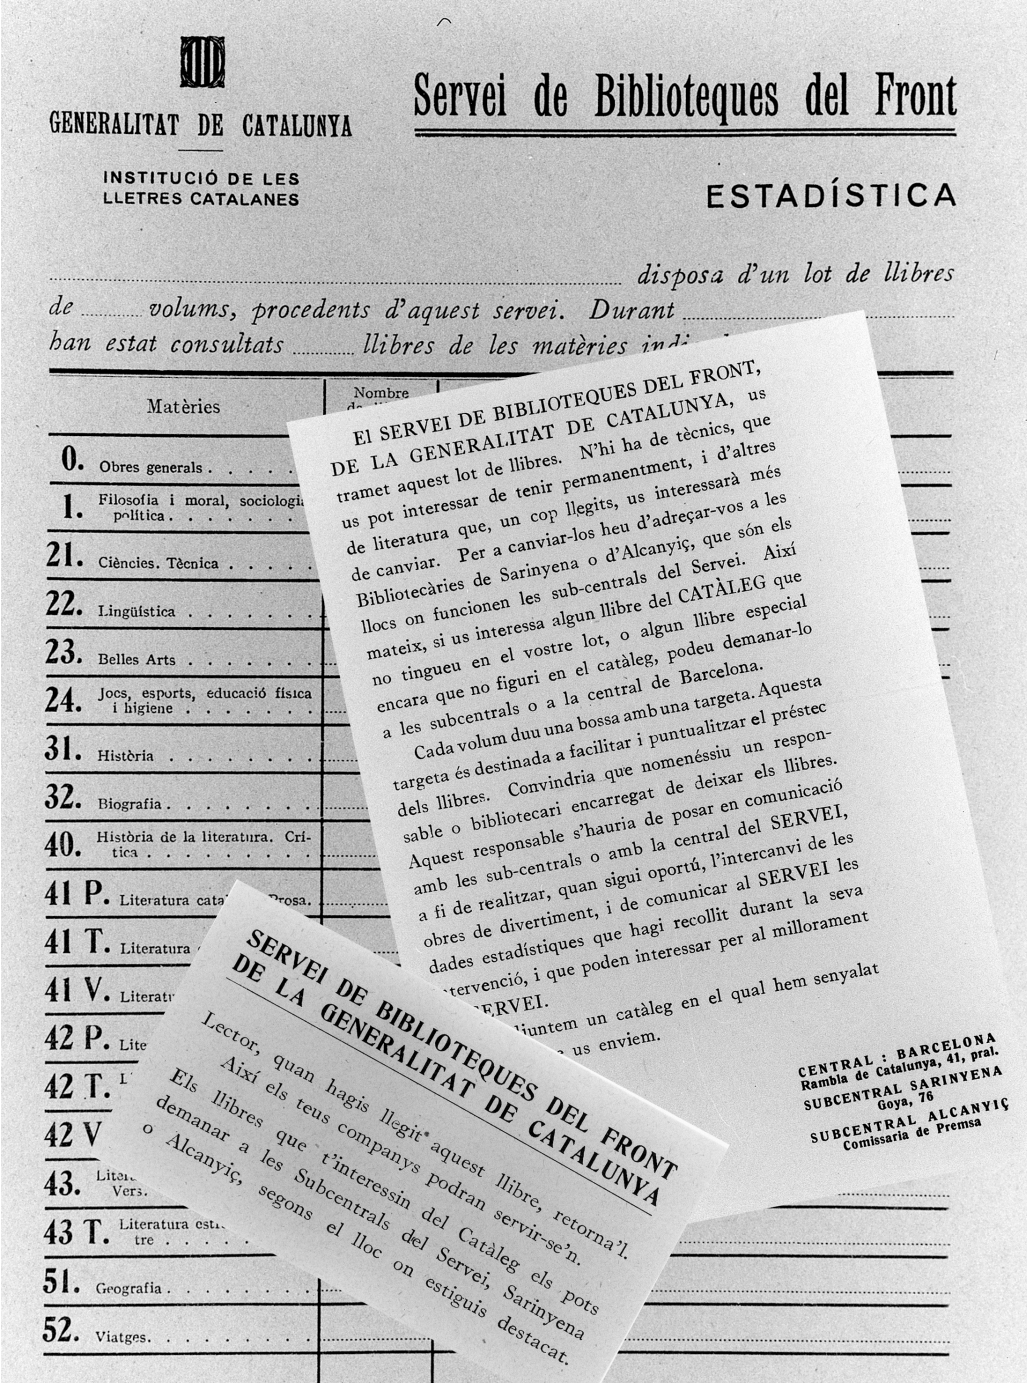 GENERALITAT DE CATALUNYA
INSTITUCIÓ DE LES
LLETRES CATALANES
Servei de Biblioteques del Front
ESTADÍSTICA
disposa d'un lot de llibres
de volums, procedents d'aquest servei. Durant
han estat consultats llibres de les matèries
Matèries
Nombre
0. Obres generals
1. Filosofia i moral, sociologia
política
21. Ciències. Tècnica
22. Lingüística
23. Belles Arts
24. Jocs, esports, educació física
i higiene
31. Història
32. Biografia
40. Història de la literatura. Crí-
tica
41 P. Literatura Prosa.
41 T. Literatura
41 V.
42 P.
42 T.
42 V
43.
Vers.
43 T. Literatura
tre
51. Geografia
52. Viatges.
El SERVEI DE BIBLIOTEQUES DEL FRONT,
DE LA GENERALITAT DE CATALUNYA, us
tramet aquest lot de llibres. N'hi ha de tècnics, que
us pot interessar de tenir permanentment, i d'altres
de literatura que, un cop llegits, us interessarà més
de canviar. Per a canviar-los heu d'adreçar-vos a les
Bibliotecàries de Sarinyena o d'Alcanyiç, que són els
llocs on funcionen les sub-centrals del Servei. Així
mateix, si us interessa algun llibre del CATÀLEG que
no tingueu en el vostre lot, o algun llibre especial
encara que no figuri en el catàleg, podeu demanar-lo
a les subcentrals o a la central de Barcelona.
Cada volum duu una bossa amb una targeta. Aquesta
targeta és destinada a facilitar i puntualitzar el préstec
dels llibres. Convindria que nomenéssiu un respon-
sable o bibliotecari encarregat de deixar els llibres.
Aquest responsable s'hauria de posar en comunicació
amb les sub-centrals o amb la central del SERVEI,
a fi de realitzar, quan sigui oportú, l'intercanvi de les
obres de divertiment, i de comunicar al SERVEI les
dades estadístiques que hagi recollit durant la seva
i que poden interessar per al millorament
SERVEI.
un catàleg en el qual hem senyalat
us enviem.
CENTRAL : BARCELONA
Rambla de Catalunya, 41, pral.
SUBCENTRAL SARINYENA
Goya, 76
SUBCENTRAL ALCANYIÇ
Comissaria de Premsa
SERVEI DE BIBLIOTEQUES DEL FRONT
DE LA GENERALITAT DE CATALUNYA
Lector, quan hagis llegit aquest llibre, retorna'l.
Així els teus companys podran servir-se'n.
Els llibres que t'interessin del Catàleg els pots
demanar a les Subcentrals del Servei, Sarinyena
o Alcanyiç, segons el lloc on estiguis destacat.